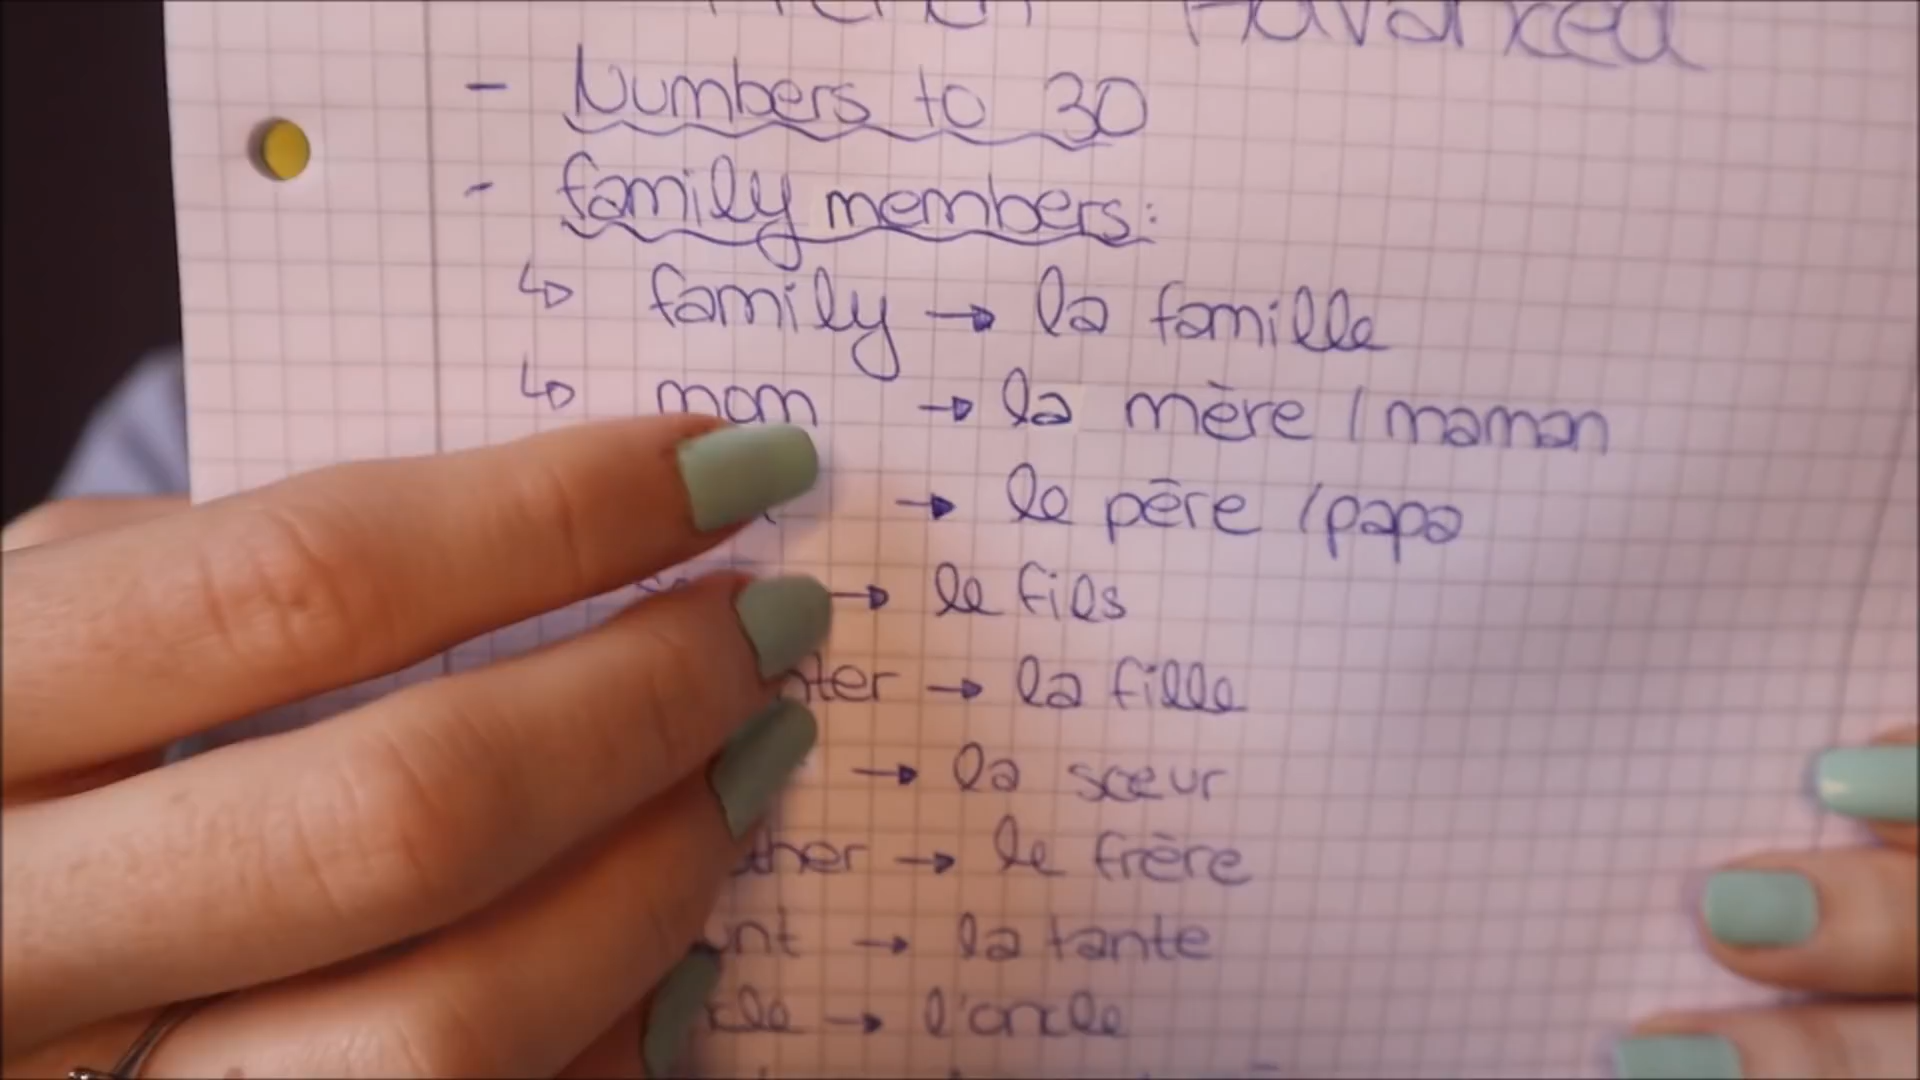 Advanced
- Numbers to 30
- family members:
↳ family → la famille
↳ mom → la mère / maman
→ le père / papa
→ le fils
→ la fille
→ la sœur
→ le frère
→ la tante
→ l'oncle